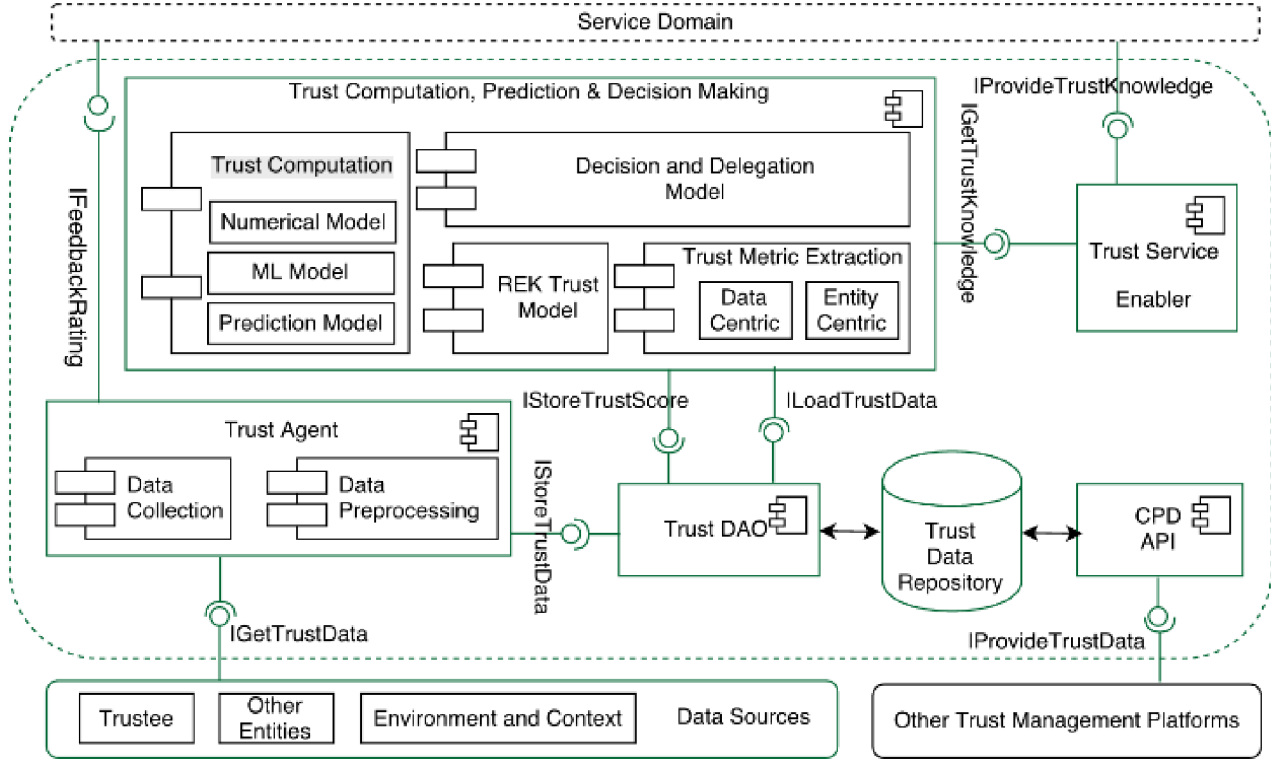 Service Domain
Trust Computation, Prediction & Decision Making
IProvideTrustKnowledge
IGetTrustKnowledge
IFeedbackRating
Trust Computation
Numerical Model
ML Model
Prediction Model
Decision and Delegation
Model
REK Trust
Model
Trust Metric Extraction
Data
Centric
Entity
Centric
Trust Service
Enabler
IStoreTrustScore
ILoadTrustData
Trust Agent
Data
Collection
Data
Preprocessing
IStoreTrustData
Trust DAO
Trust
Data
Repository
CPD
API
IGetTrustData
IProvideTrustData
Trustee
Other
Entities
Environment and Context
Data Sources
Other Trust Management Platforms